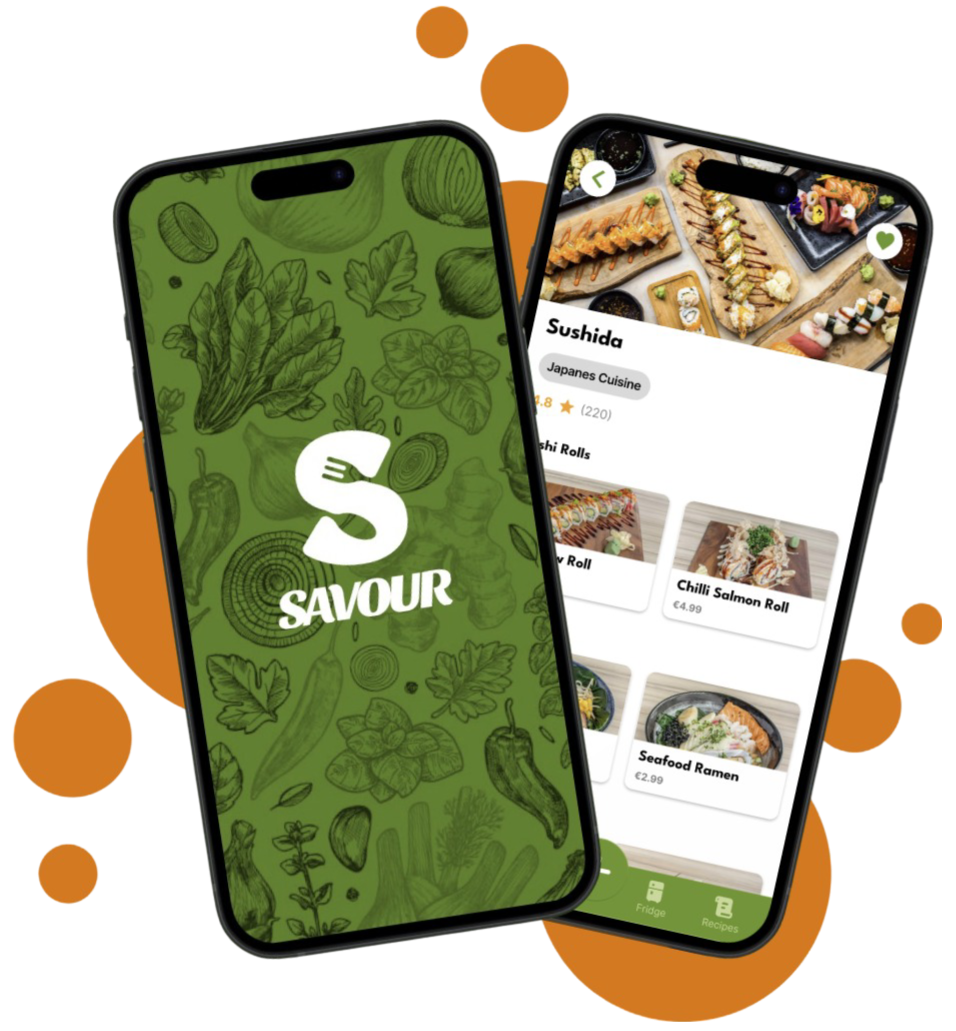 S
SAVOUR
Sushida
Japanes Cuisine
4.8 ★ (220)
shi Rolls
w Roll
Chilli Salmon Roll
€4.99
Seafood Ramen
€2.99
Fridge
Recipes